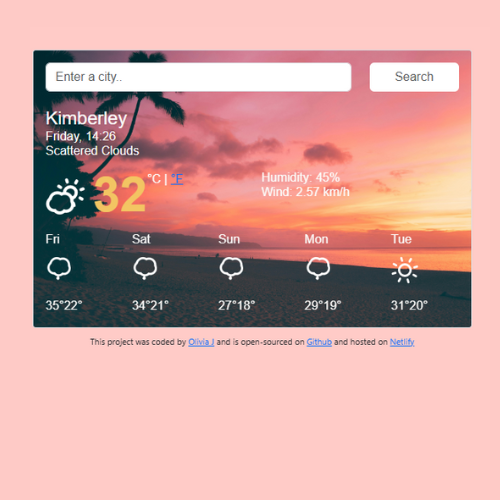 Enter a city..
Search
Kimberley
Friday, 14:26
Scattered Clouds
32 °C | °F
Humidity: 45%
Wind: 2.57 km/h
Fri Sat Sun Mon Tue
35°22° 34°21° 27°18° 29°19° 31°20°
This project was coded by Olivia J and is open-sourced on Github and hosted on Netlify